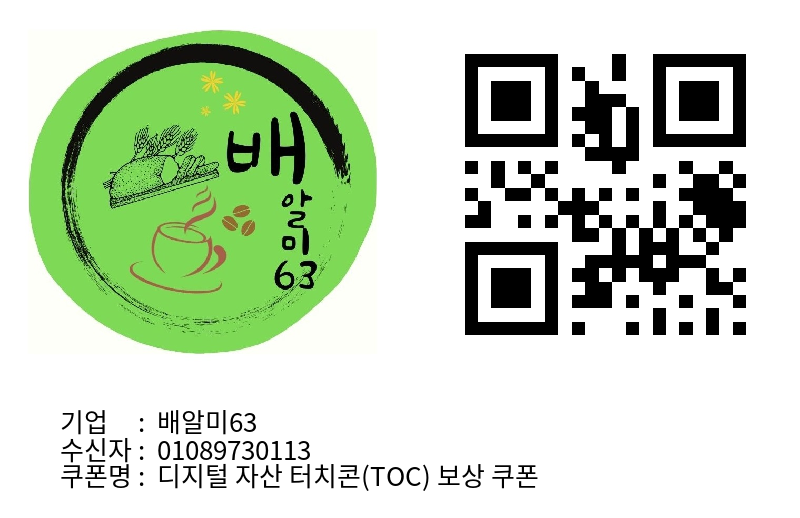 배
알
미
63
기업 : 배알미63
수신자 : 01089730113
쿠폰명 : 디지털 자산 터치콘(TOC) 보상 쿠폰